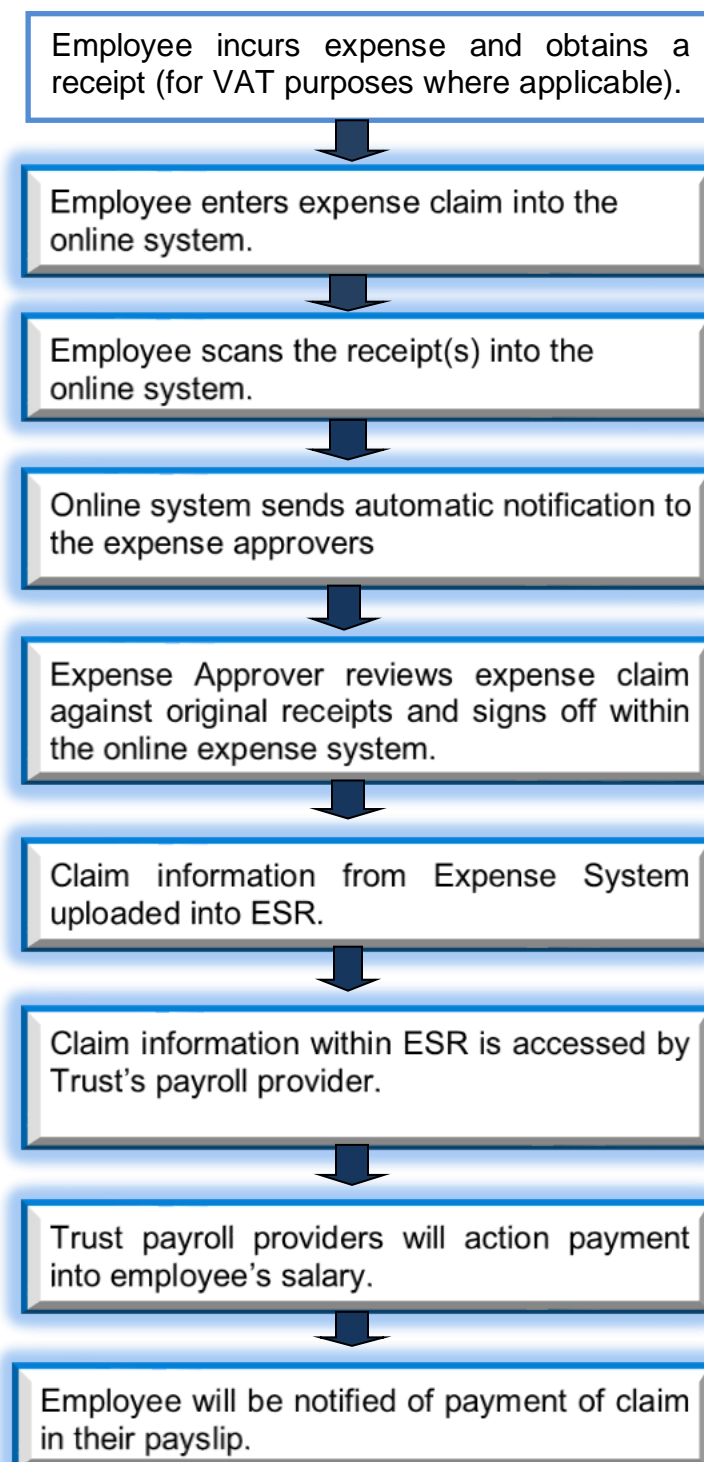 Employee incurs expense and obtains a
receipt (for VAT purposes where applicable).
Employee enters expense claim into the
online system.
Employee scans the receipt(s) into the
online system.
Online system sends automatic notification to
the expense approvers
Expense Approver reviews expense claim
against original receipts and signs off within
the online expense system.
Claim information from Expense System
uploaded into ESR.
Claim information within ESR is accessed by
Trust’s payroll provider.
Trust payroll providers will action payment
into employee’s salary.
Employee will be notified of payment of claim
in their payslip.